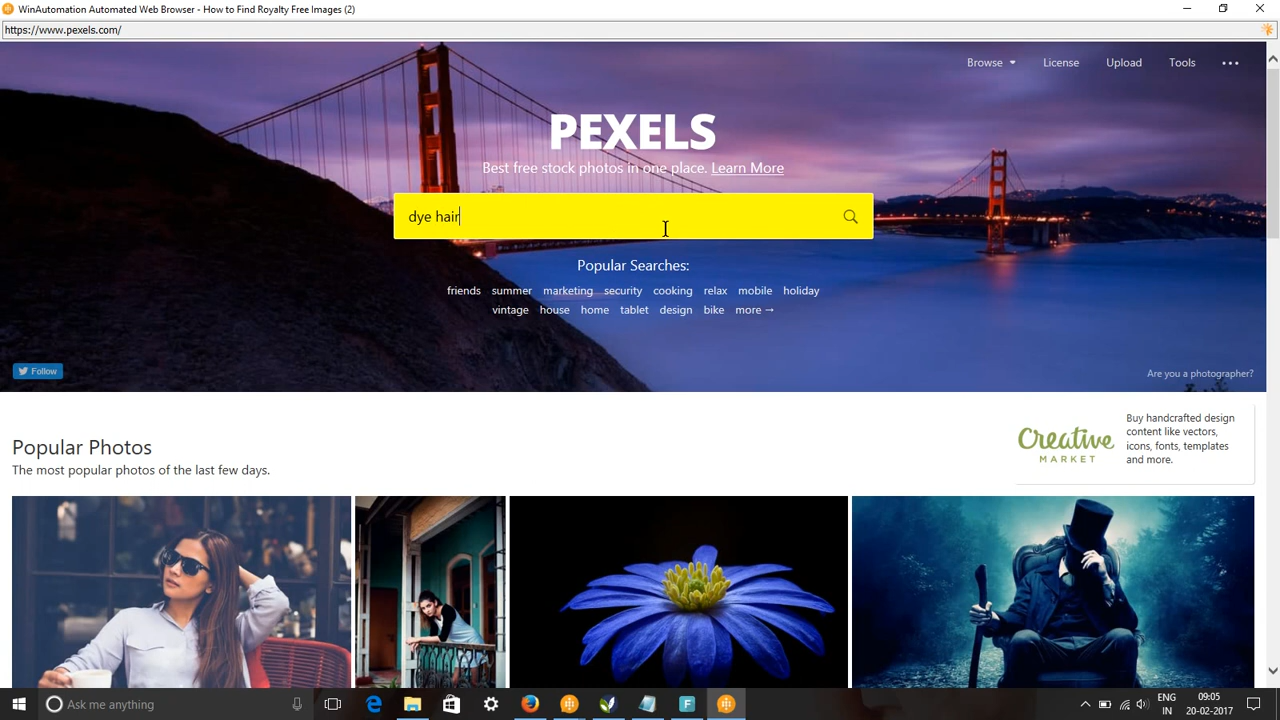 WinAutomation Automated Web Browser - How to Find Royalty Free Images (2)
https://www.pexels.com/
Browse License Upload Tools
PEXELS
Best free stock photos in one place. Learn More
dye hair
Popular Searches:
friends summer marketing security cooking relax mobile holiday
vintage house home tablet design bike more →
Follow
Are you a photographer?
Popular Photos
The most popular photos of the last few days.
Creative
MARKET
Buy handcrafted design
content like vectors,
icons, fonts, templates
and more.
Ask me anything
ENG
IN
09:05
20-02-2017